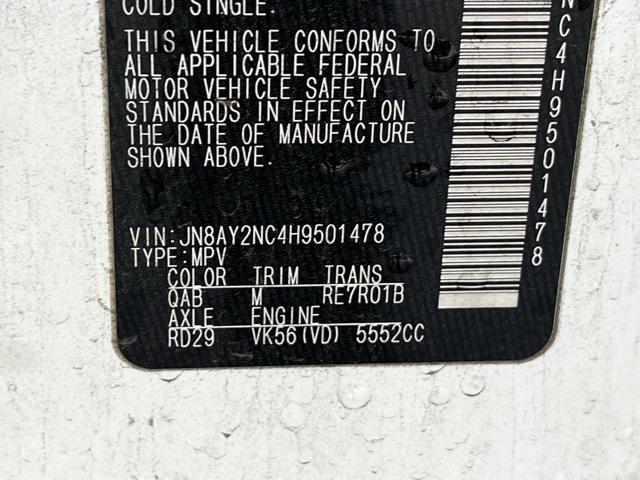 COLD SINGLE.
THIS VEHICLE CONFORMS TO
ALL APPLICABLE FEDERAL
MOTOR VEHICLE SAFETY
STANDARDS IN EFFECT ON
THE DATE OF MANUFACTURE
SHOWN ABOVE.
VIN:JN8AY2NC4H9501478
TYPE:MPV
COLOR TRIM TRANS
QAB M RE7R01B
AXLE ENGINE
RD29 VK56(VD) 5552CC
NC4H9501478